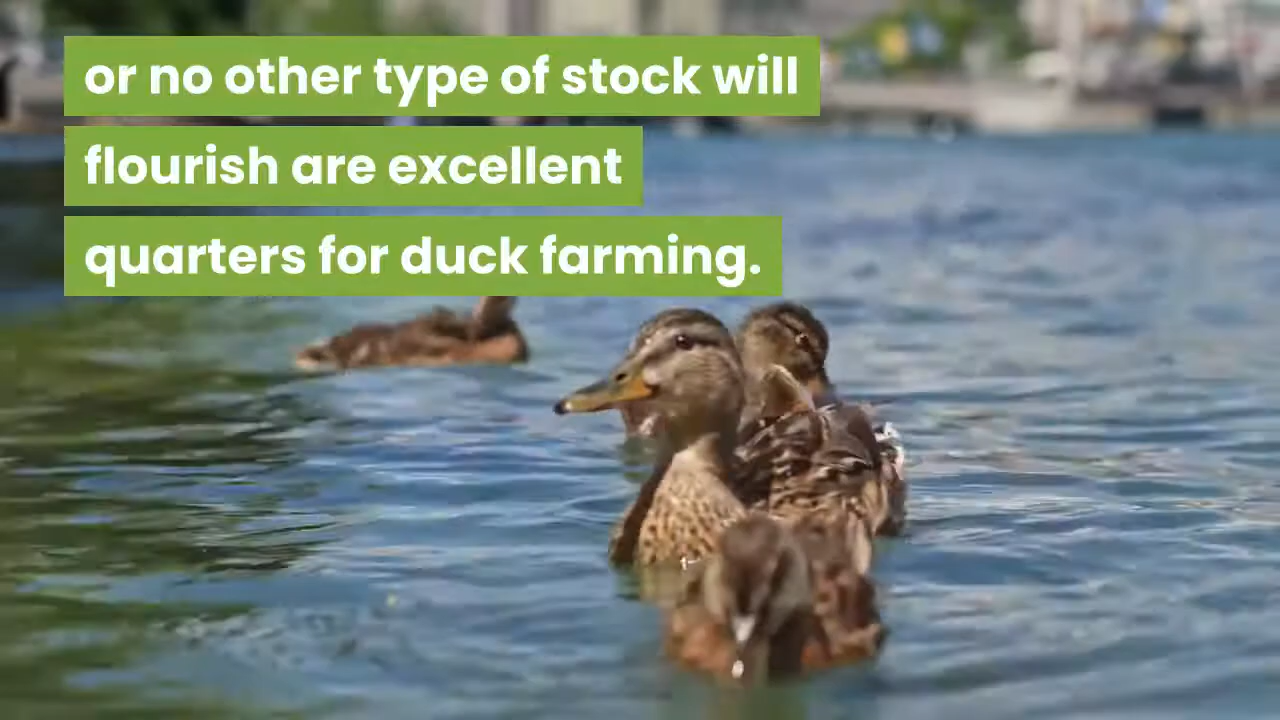 or no other type of stock will
flourish are excellent
quarters for duck farming.